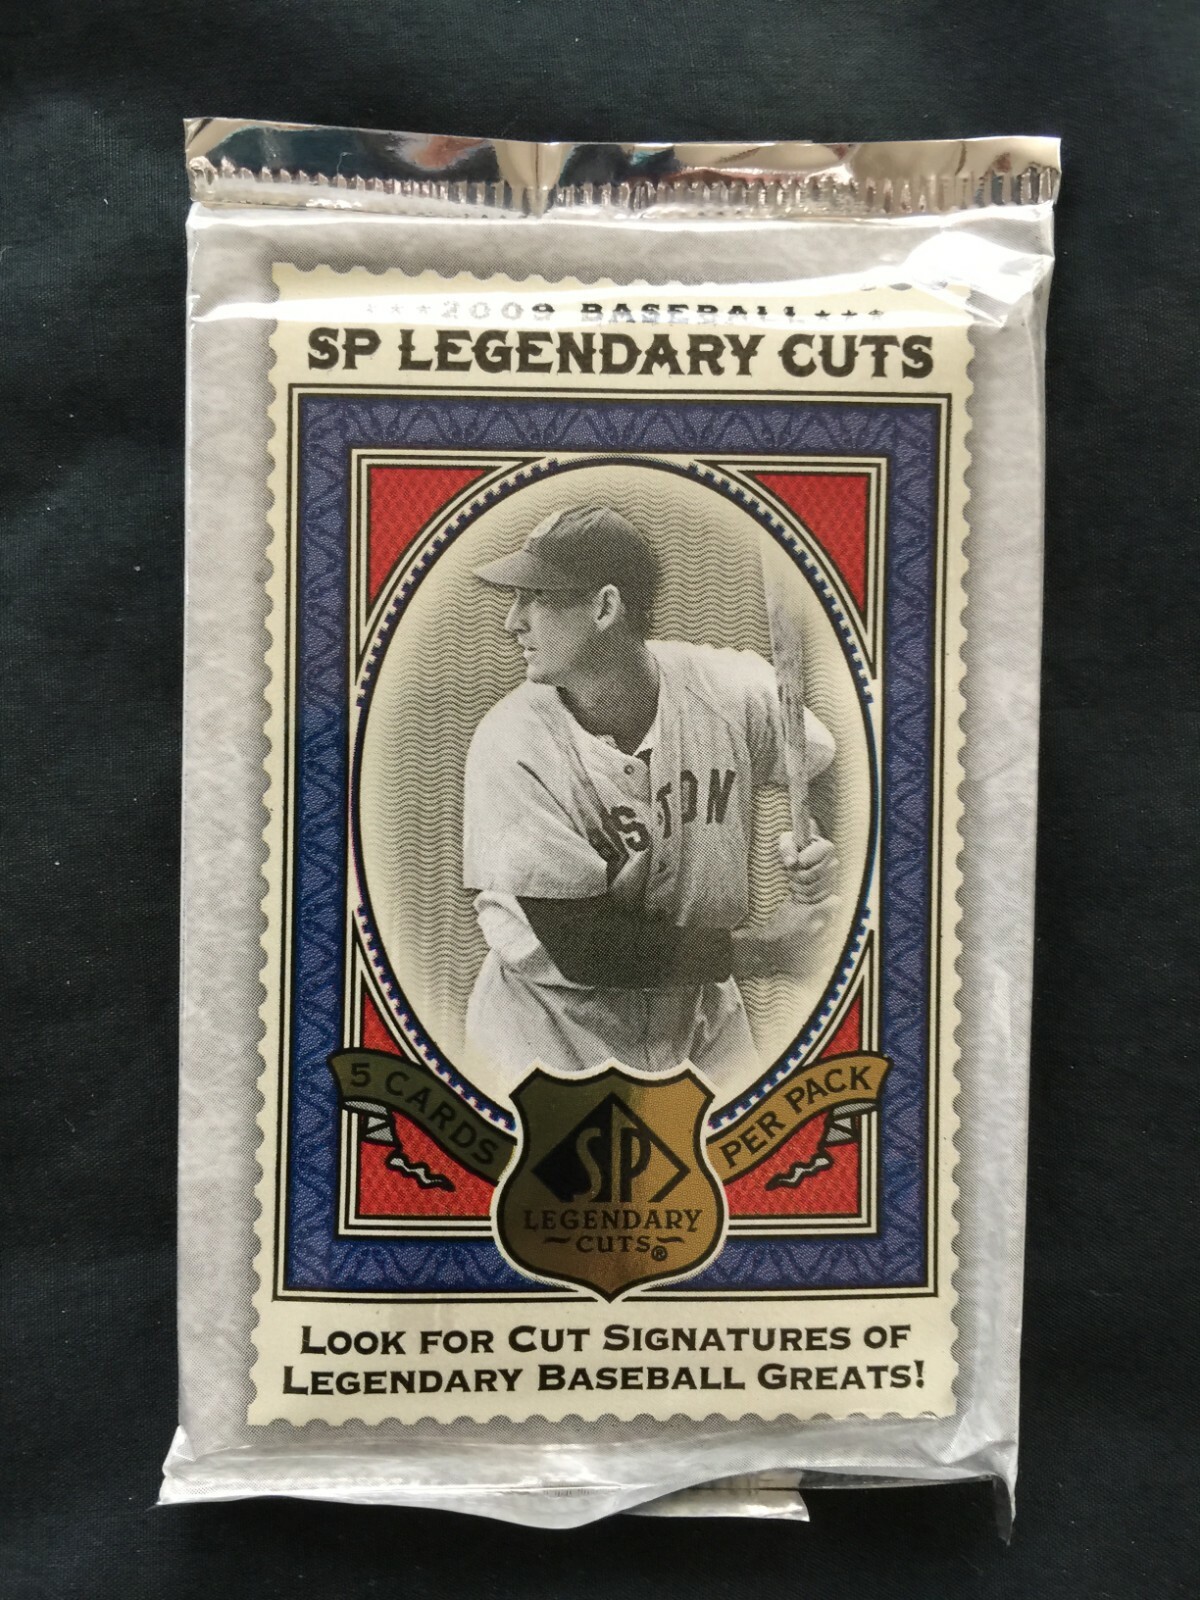 ★★★2009 BASEBALL★★★
SP LEGENDARY CUTS
BOSTON
5 CARDS
PER PACK
SP
LEGENDARY
~CUTS~®
LOOK FOR CUT SIGNATURES OF
LEGENDARY BASEBALL GREATS!